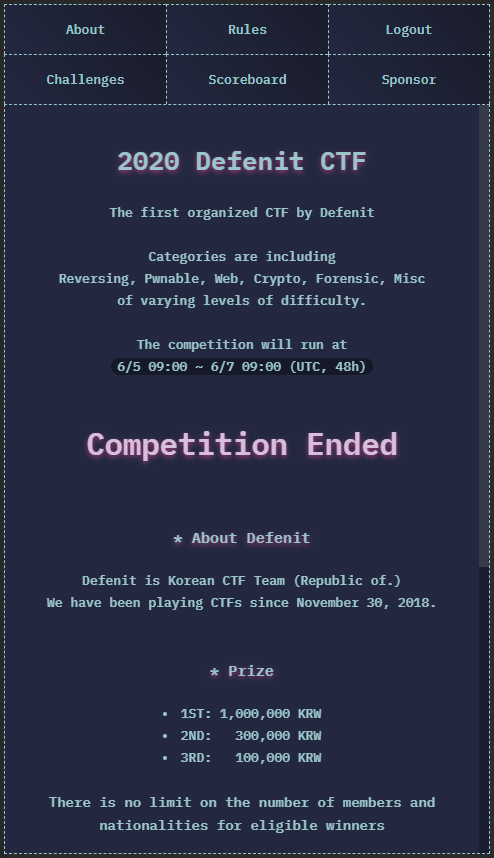 About Rules Logout
Challenges Scoreboard Sponsor
2020 Defenit CTF
The first organized CTF by Defenit
Categories are including
Reversing, Pwnable, Web, Crypto, Forensic, Misc
of varying levels of difficulty.
The competition will run at
6/5 09:00 ~ 6/7 09:00 (UTC, 48h)
Competition Ended
* About Defenit
Defenit is Korean CTF Team (Republic of.)
We have been playing CTFs since November 30, 2018.
* Prize
• 1ST: 1,000,000 KRW
• 2ND:   300,000 KRW
• 3RD:   100,000 KRW
There is no limit on the number of members and
nationalities for eligible winners